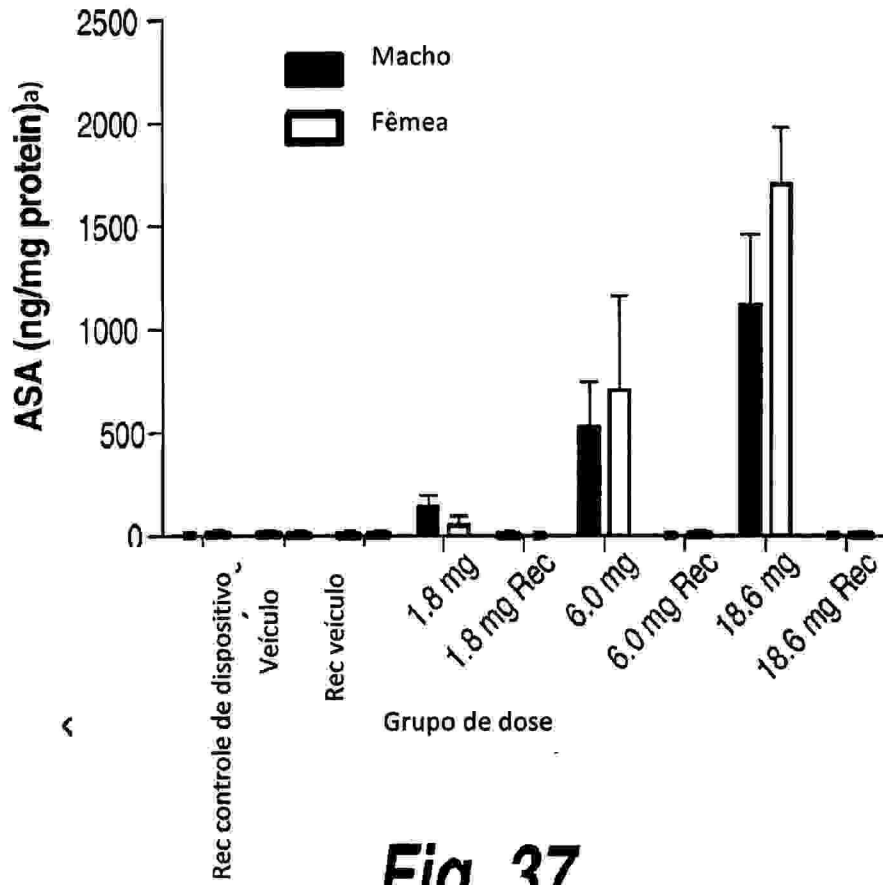 2500
2000
1500
1000
500
0
ASA (ng/mg protein)a)
Macho
Fêmea
Rec controle de dispositivo
Veículo
Rec veículo
1.8 mg
1.8 mg Rec
6.0 mg
6.0 mg Rec
18.6 mg
18.6 mg Rec
Grupo de dose
Fig. 37